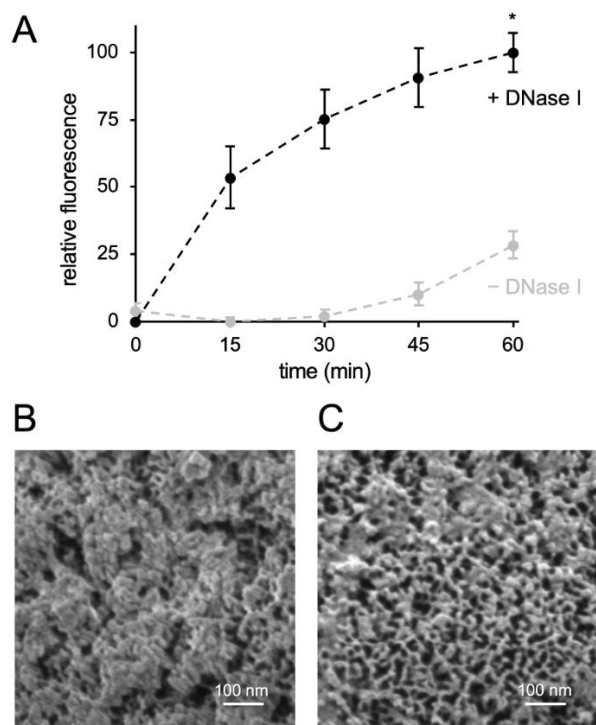 A
*
100
+ DNase I
75
relative fluorescence
50
25
− DNase I
0
0 15 30 45 60
time (min)
B C
100 nm 100 nm